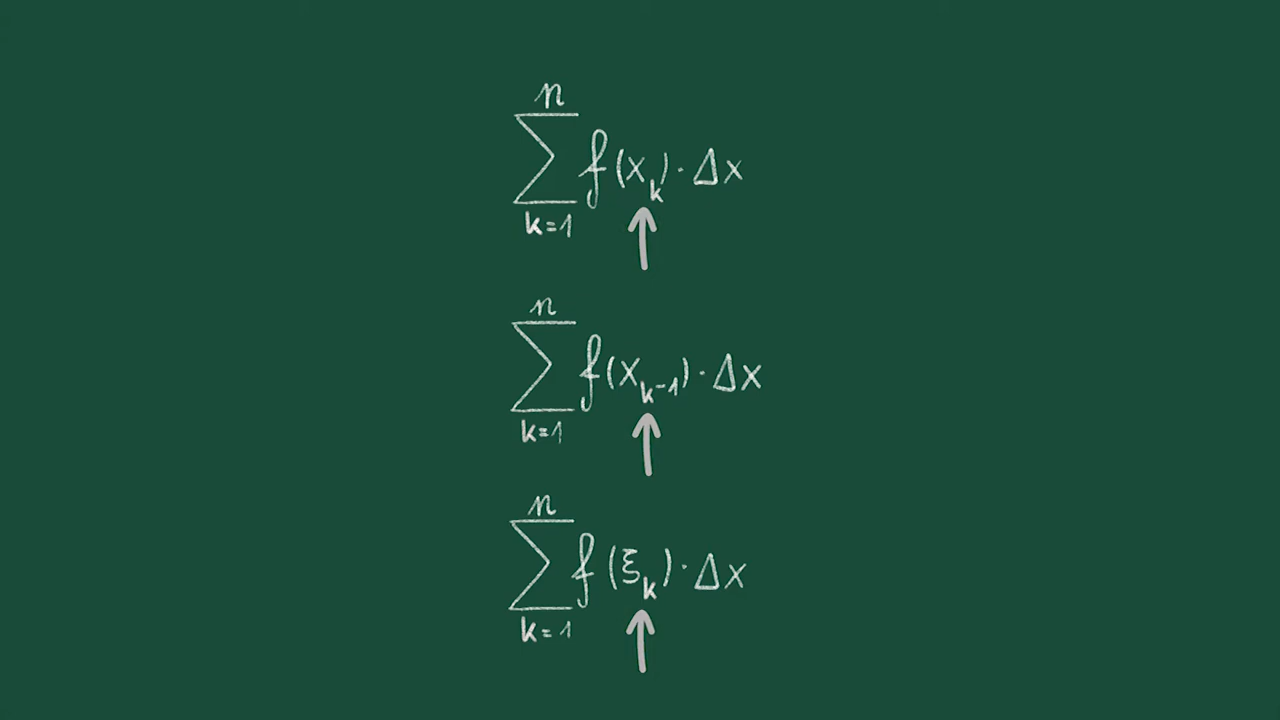 n
∑ f(x_k) · Δx
k=1
n
∑ f(x_{k-1}) · Δx
k=1
n
∑ f(ξ_k) · Δx
k=1